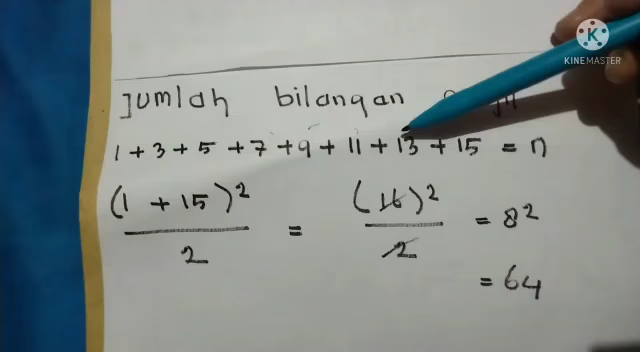 KINEMASTER
Jumlah bilangan
1 + 3 + 5 + 7 + 9 + 11 + 13 + 15 = n
(1 + 15)² / 2 = (16)² / 2 = 8²
= 64